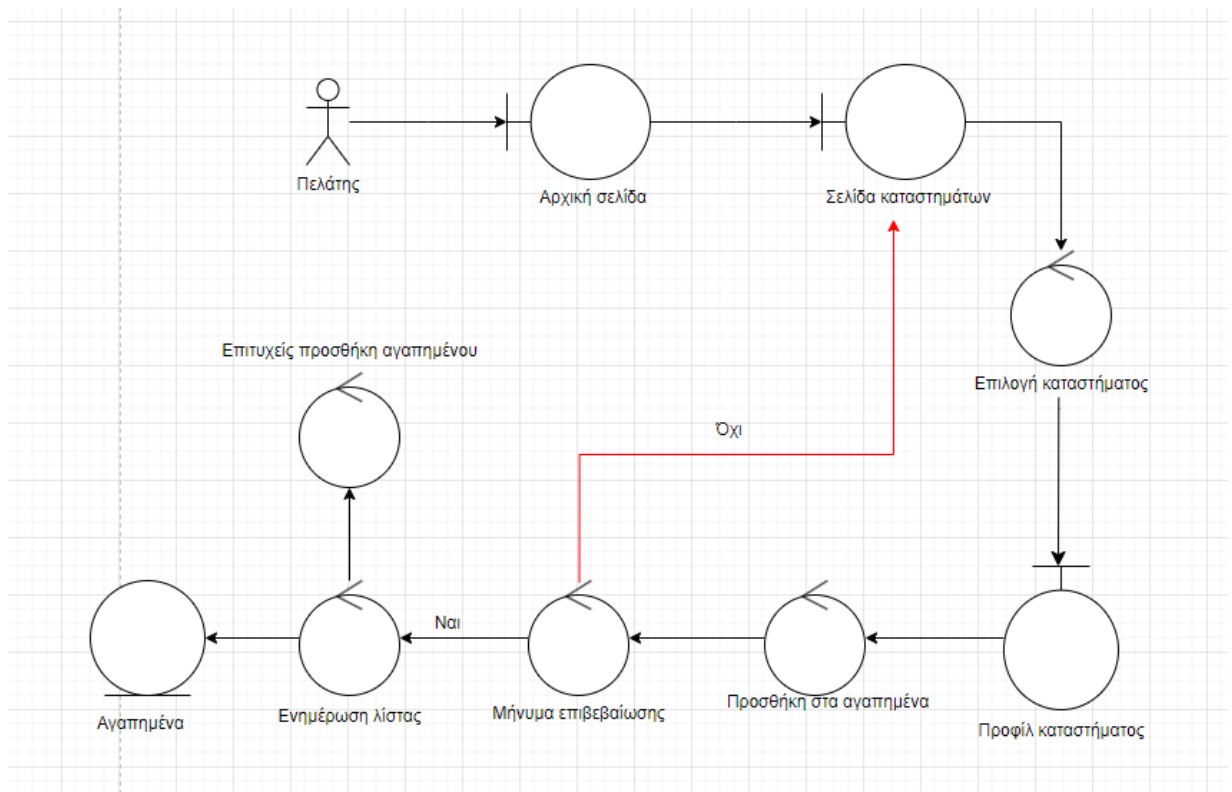 Πελάτης
Αρχική σελίδα
Σελίδα καταστημάτων
Επιλογή καταστήματος
Επιτυχείς προσθήκη αγαπημένου
Όχι
Ναι
Αγαπημένα
Ενημέρωση λίστας
Μήνυμα επιβεβαίωσης
Προσθήκη στα αγαπημένα
Προφίλ καταστήματος